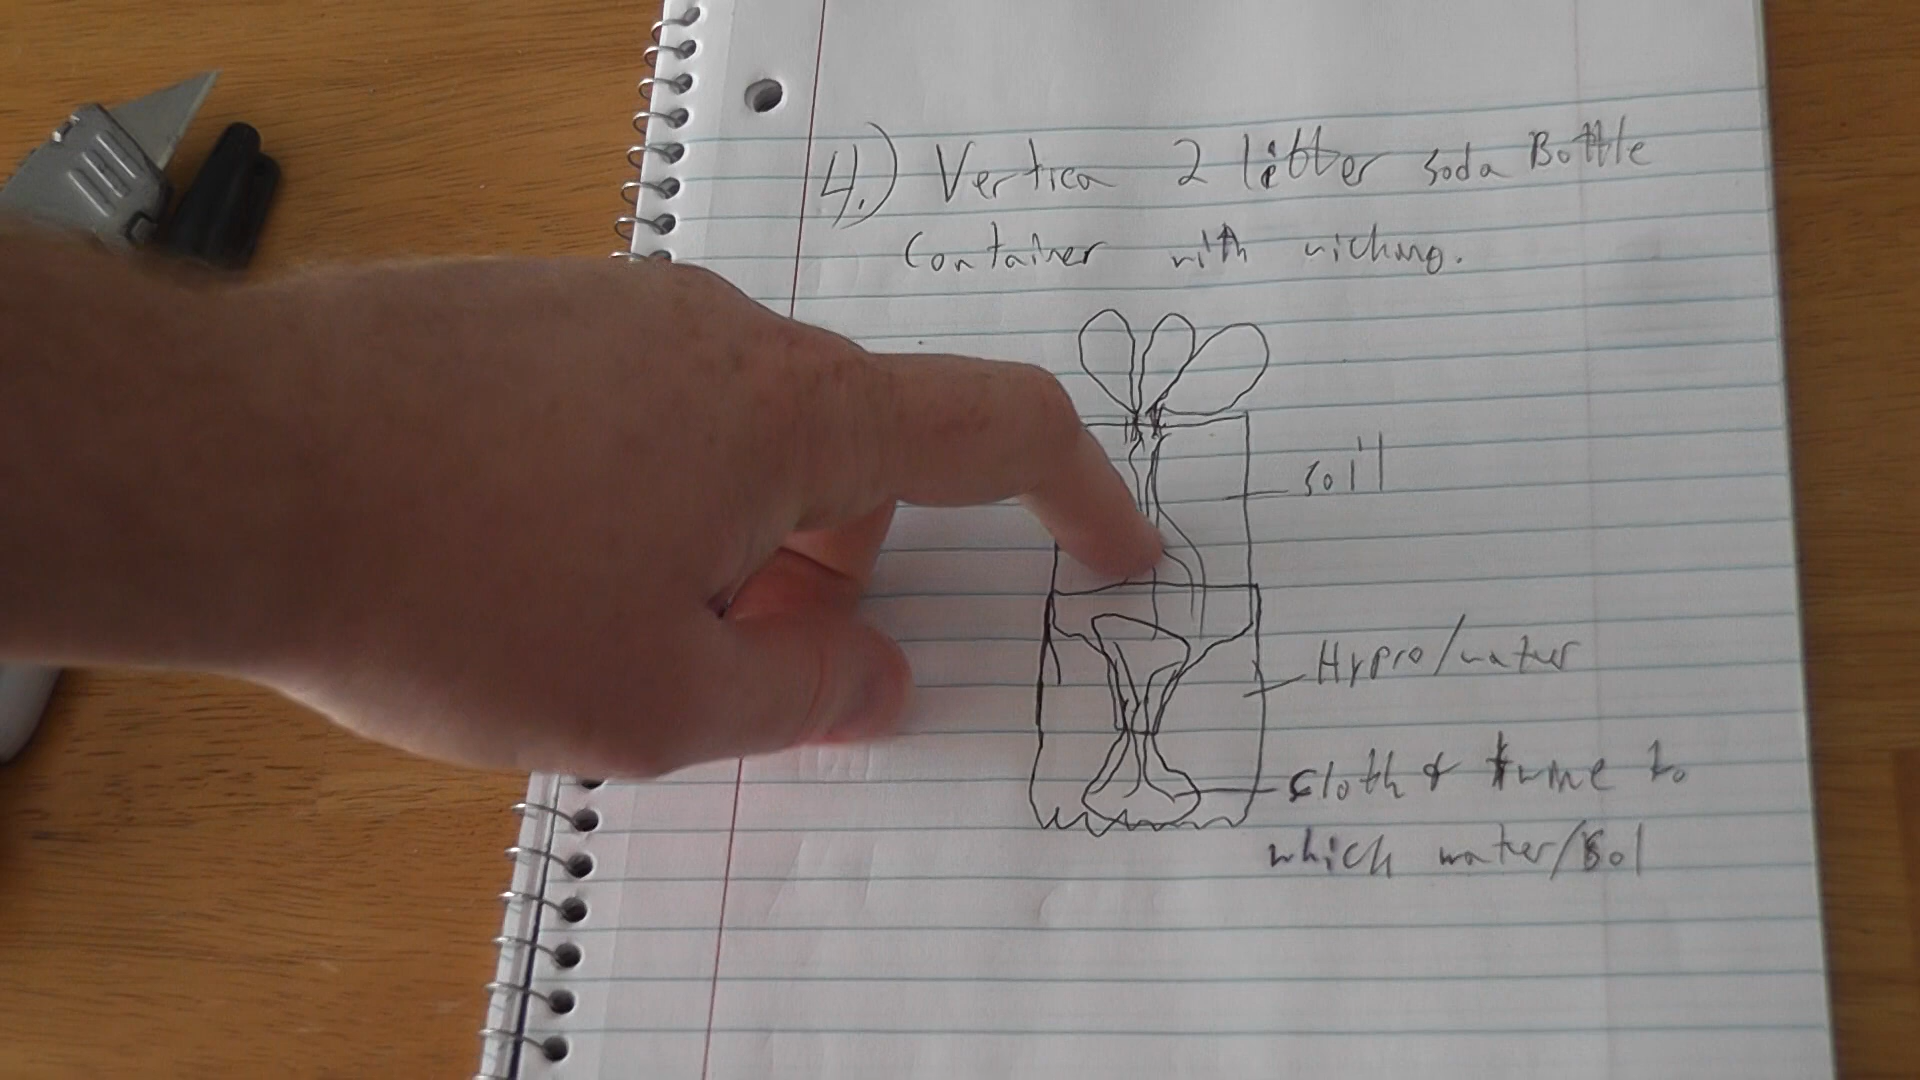 4.) Vertica 2 litter soda Bottle
Container with wicking.
soil
Hypro/water
cloth & twine to
which water/Sol